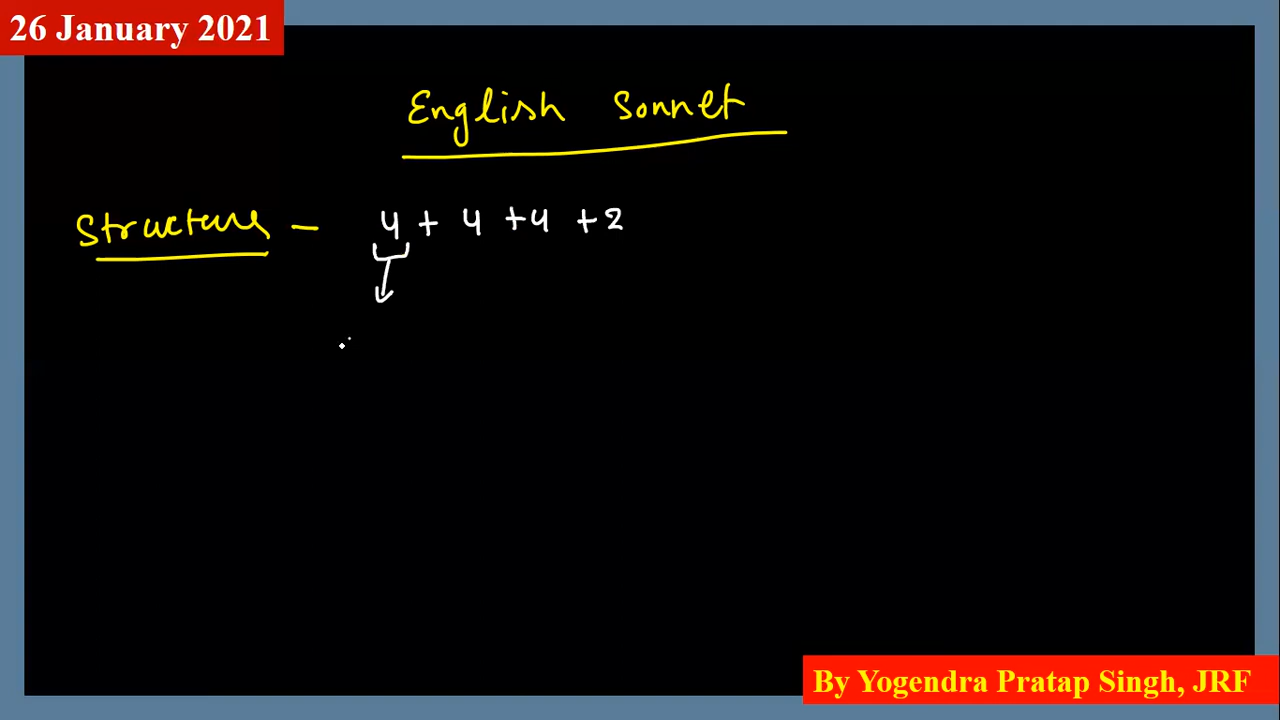 26 January 2021
English Sonnet
Structure - 4 + 4 + 4 + 2
By Yogendra Pratap Singh, JRF